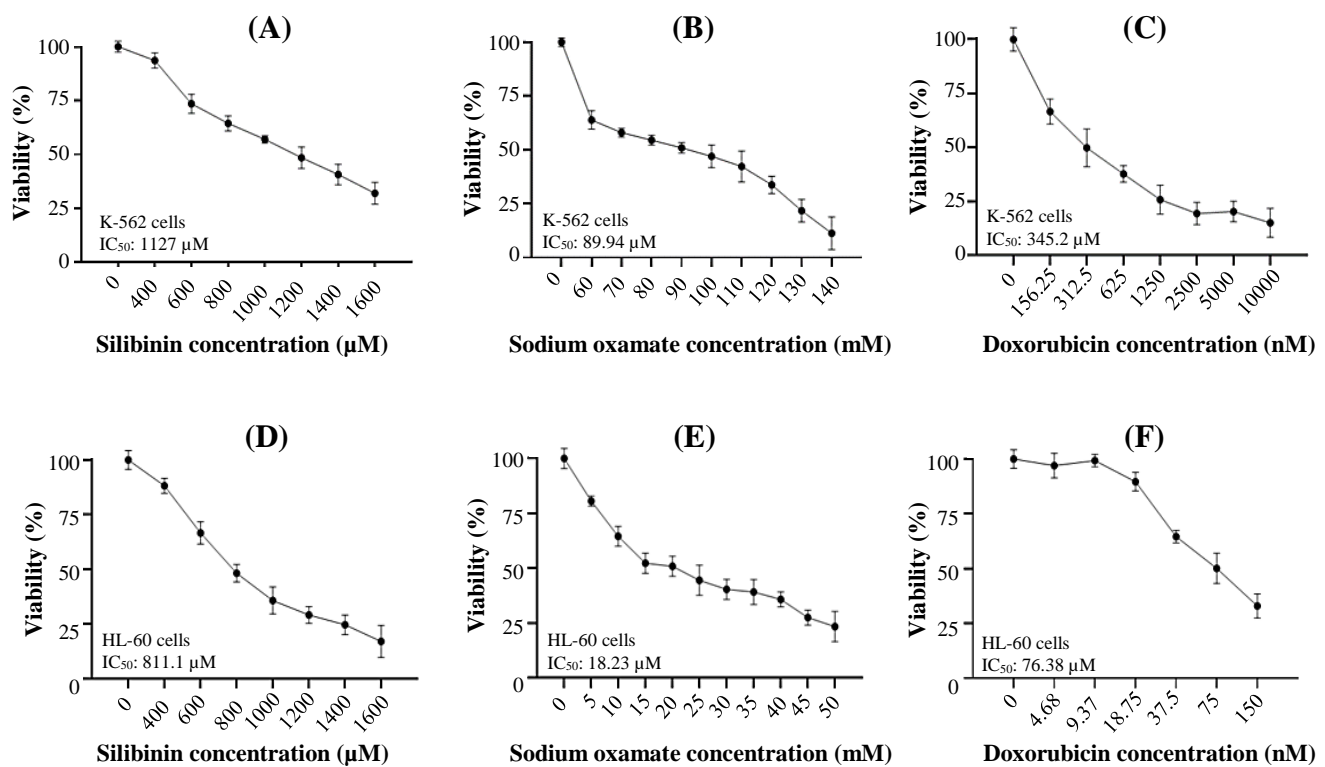 (A)
Viability (%)
100
75
50
25
0
K-562 cells
IC₅₀: 1127 µM
0 400 600 800 1000 1200 1400 1600
Silibinin concentration (µM)
(B)
Viability (%)
100
75
50
25
0
K-562 cells
IC₅₀: 89.94 µM
0 60 70 80 90 100 110 120 130 140
Sodium oxamate concentration (mM)
(C)
Viability (%)
100
75
50
25
0
K-562 cells
IC₅₀: 345.2 µM
0 156.25 312.5 625 1250 2500 5000 10000
Doxorubicin concentration (nM)
(D)
Viability (%)
100
75
50
25
0
HL-60 cells
IC₅₀: 811.1 µM
0 400 600 800 1000 1200 1400 1600
Silibinin concentration (µM)
(E)
Viability (%)
100
75
50
25
0
HL-60 cells
IC₅₀: 18.23 µM
0 5 10 15 20 25 30 35 40 45 50
Sodium oxamate concentration (mM)
(F)
Viability (%)
100
75
50
25
0
HL-60 cells
IC₅₀: 76.38 µM
0 4.68 9.37 18.75 37.5 75 150
Doxorubicin concentration (nM)